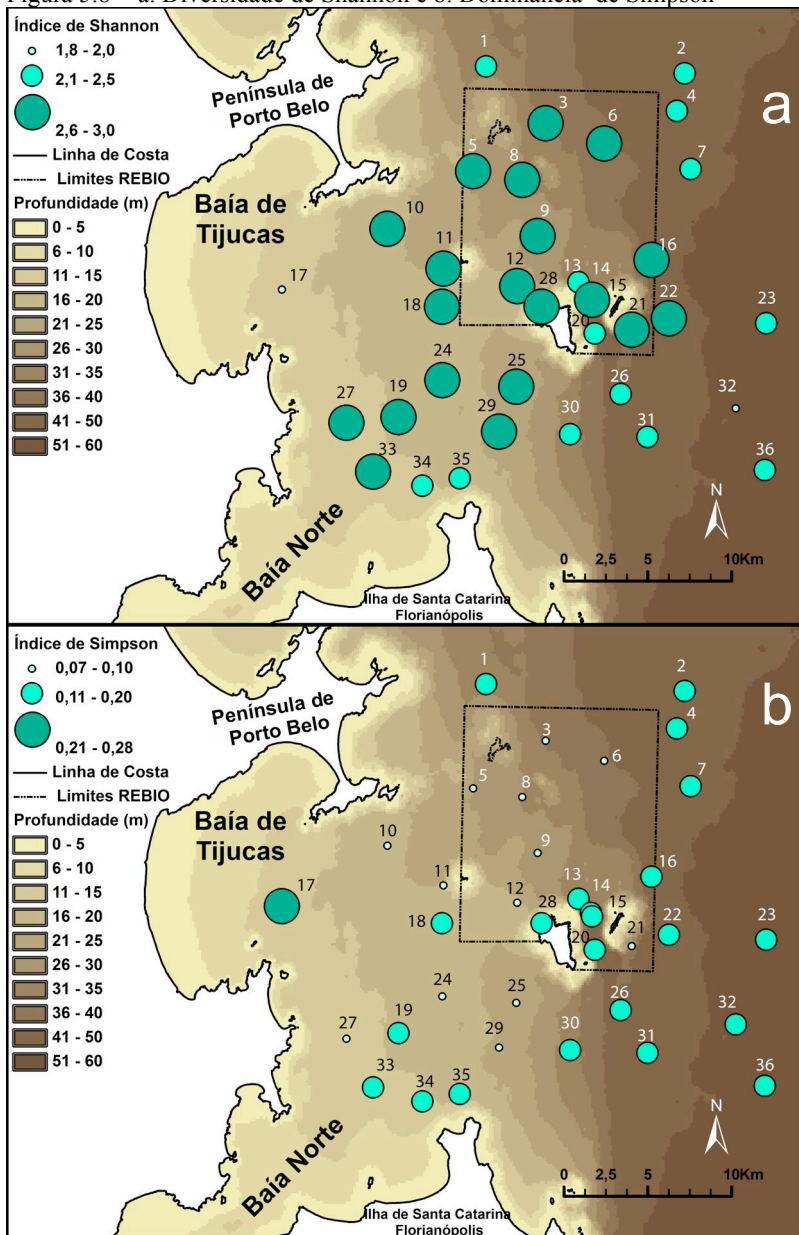 Figura 5.6 – a. Diversidade de Shannon e b. Dominância de Simpson
Índice de Shannon
1,8 - 2,0
2,1 - 2,5
2,6 - 3,0
Linha de Costa
Limites REBIO
Profundidade (m)
0 - 5
6 - 10
11 - 15
16 - 20
21 - 25
26 - 30
31 - 35
36 - 40
41 - 50
51 - 60
Península de
Porto Belo
Baía de
Tijucas
Baía Norte
Ilha de Santa Catarina
Florianópolis
a
1
2
3
4
5
6
7
8
9
10
11
12
13
14
15
16
17
18
19
20
21
22
23
24
25
26
27
28
29
30
31
32
33
34
35
36
N
0 2,5 5 10Km
Índice de Simpson
0,07 - 0,10
0,11 - 0,20
0,21 - 0,28
Linha de Costa
Limites REBIO
Profundidade (m)
0 - 5
6 - 10
11 - 15
16 - 20
21 - 25
26 - 30
31 - 35
36 - 40
41 - 50
51 - 60
Península de
Porto Belo
Baía de
Tijucas
Baía Norte
Ilha de Santa Catarina
Florianópolis
b
1
2
3
4
5
6
7
8
9
10
11
12
13
14
15
16
17
18
19
20
21
22
23
24
25
26
27
28
29
30
31
32
33
34
35
36
N
0 2,5 5 10Km